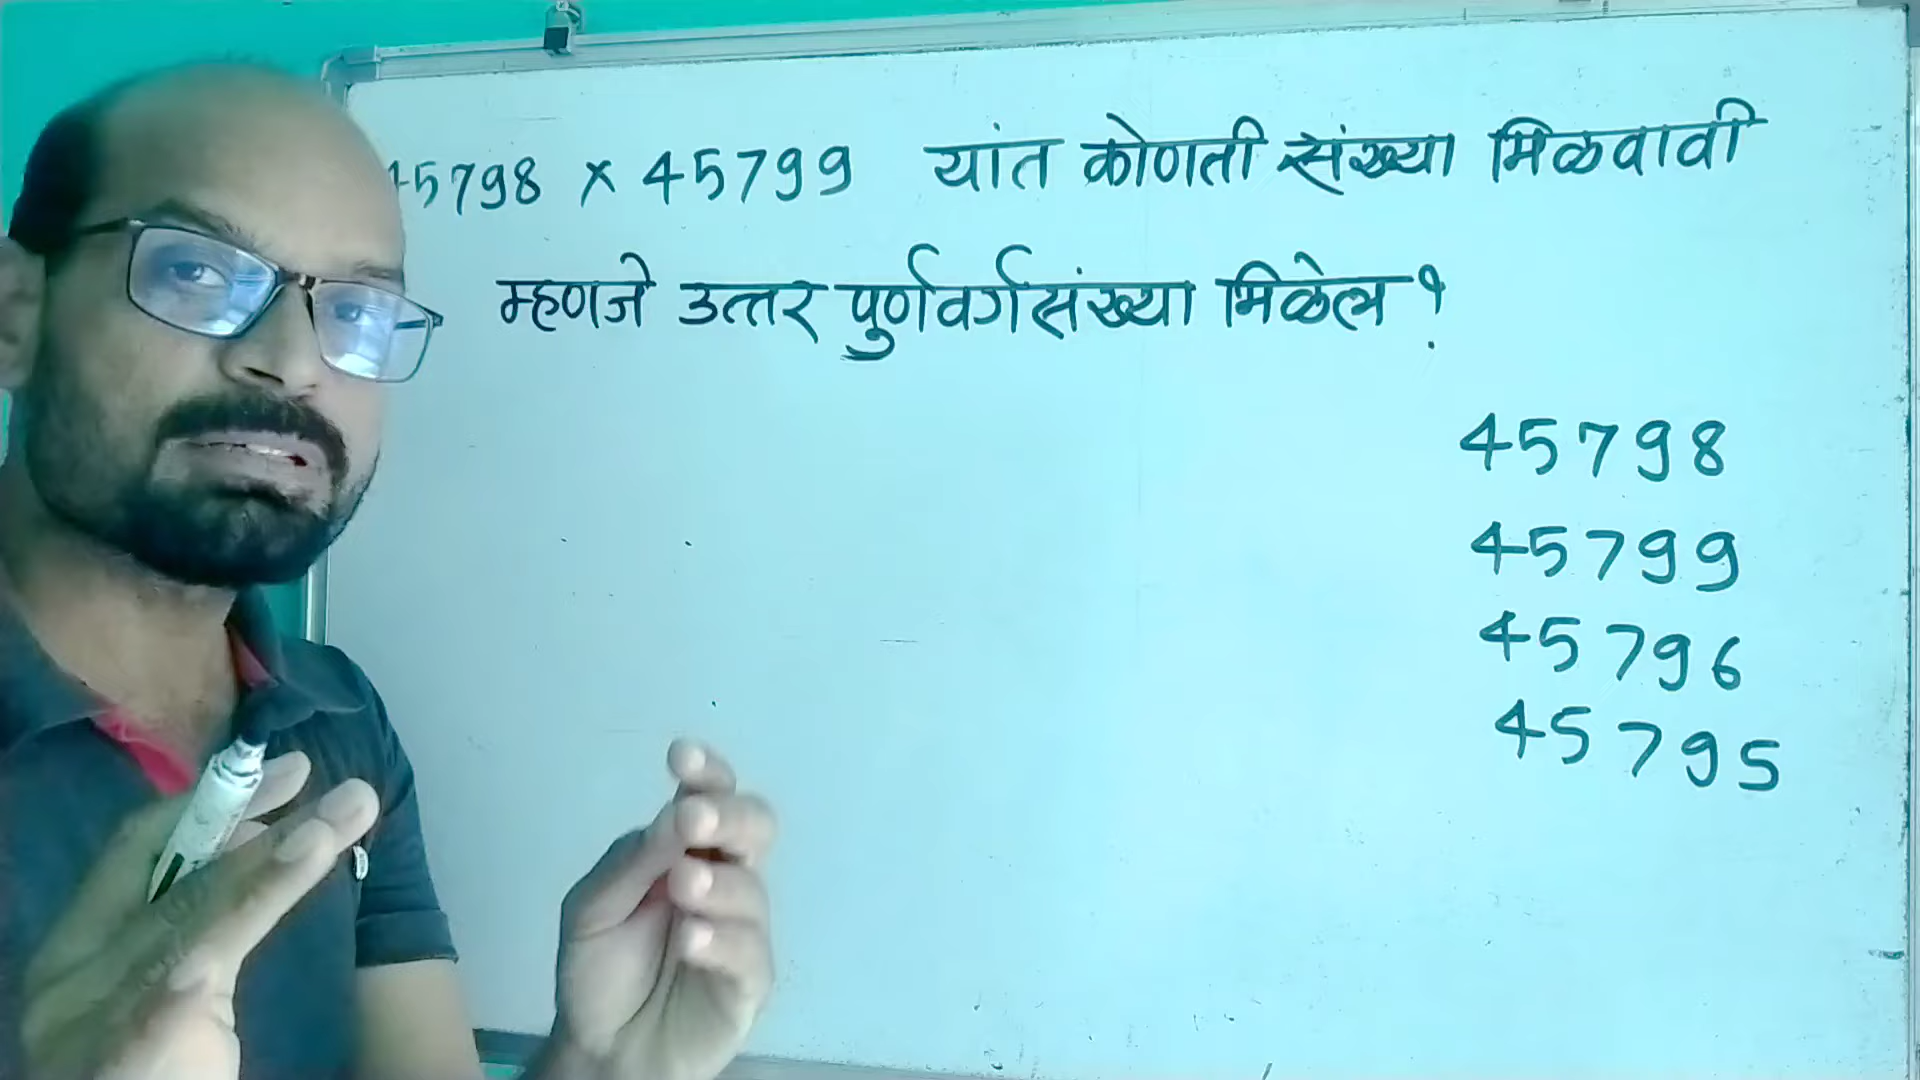 45798 × 45799 यांत कोणती संख्या मिळवावी
म्हणजे उत्तर पुर्णवर्गसंख्या मिळेल ?
45798
45799
45796
45795